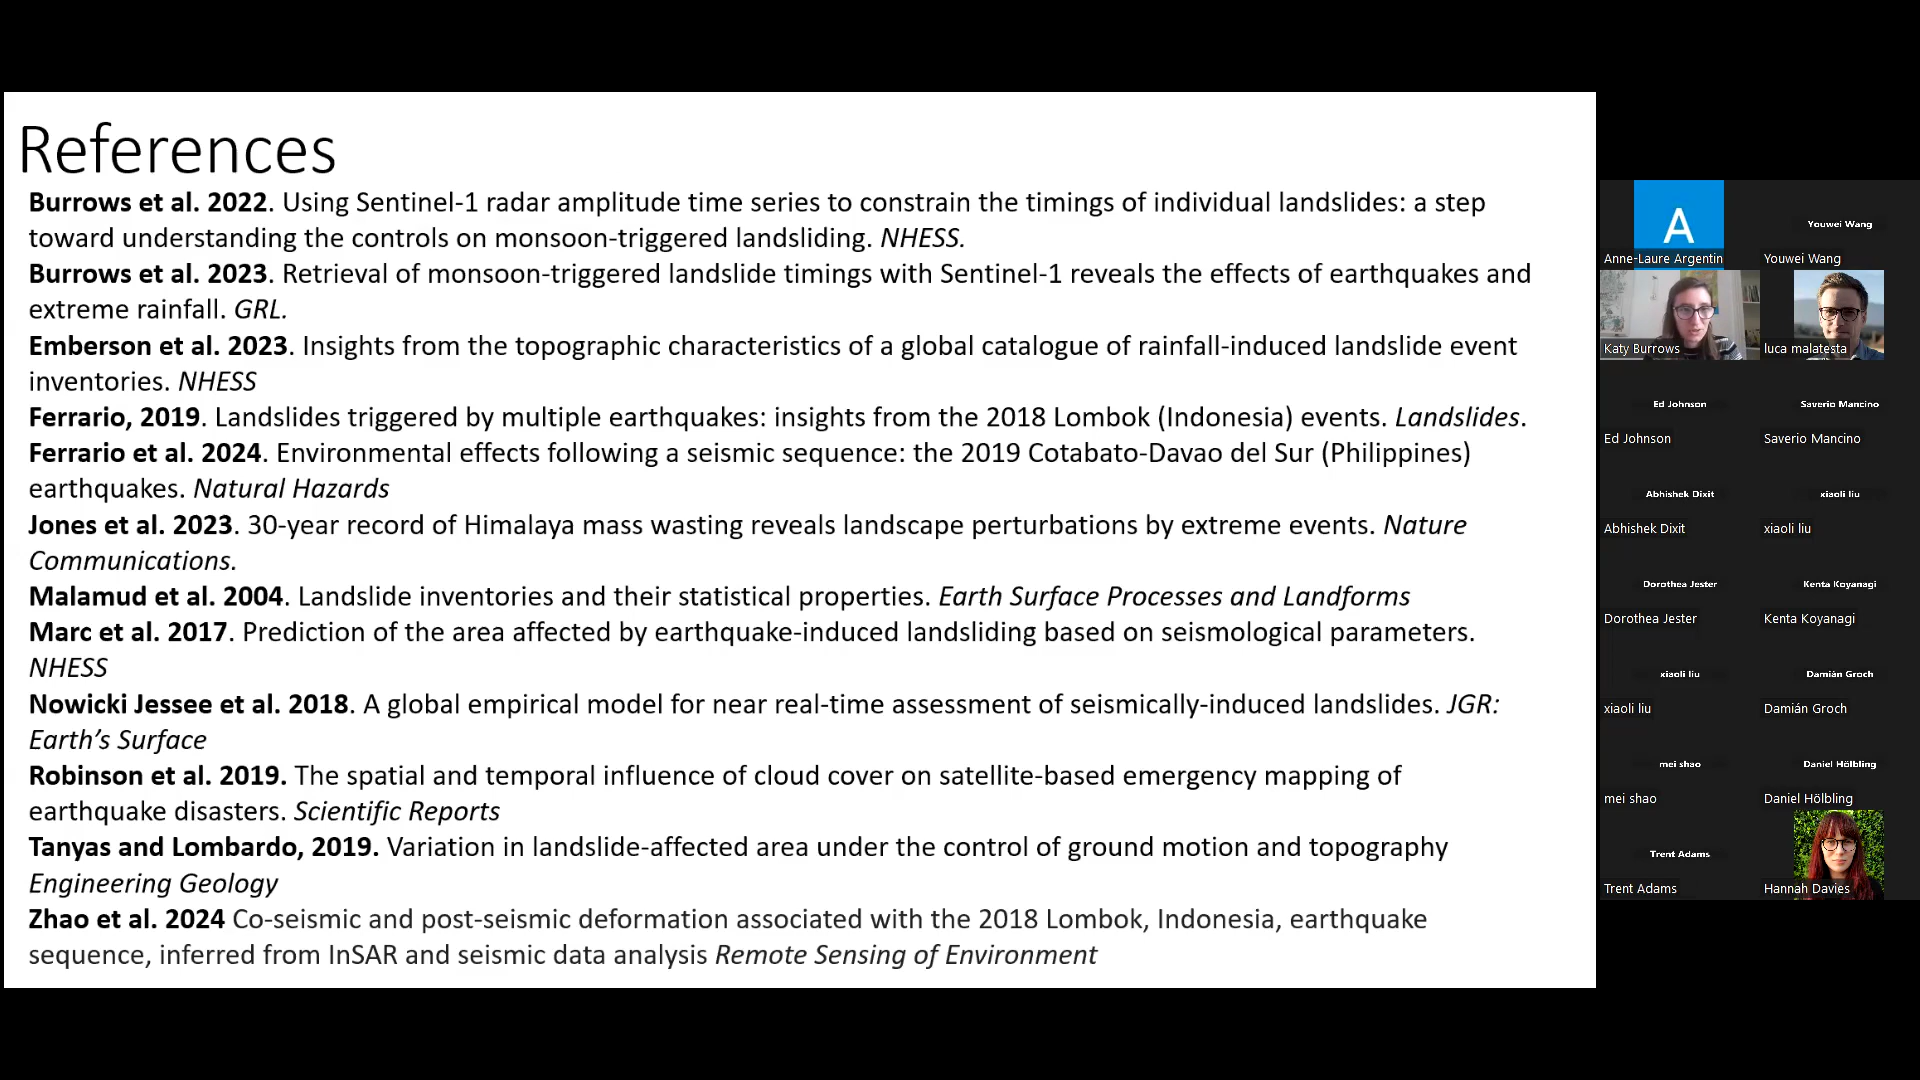 References
Burrows et al. 2022. Using Sentinel-1 radar amplitude time series to constrain the timings of individual landslides: a step
toward understanding the controls on monsoon-triggered landsliding. NHESS.
Burrows et al. 2023. Retrieval of monsoon-triggered landslide timings with Sentinel-1 reveals the effects of earthquakes and
extreme rainfall. GRL.
Emberson et al. 2023. Insights from the topographic characteristics of a global catalogue of rainfall-induced landslide event
inventories. NHESS
Ferrario, 2019. Landslides triggered by multiple earthquakes: insights from the 2018 Lombok (Indonesia) events. Landslides.
Ferrario et al. 2024. Environmental effects following a seismic sequence: the 2019 Cotabato-Davao del Sur (Philippines)
earthquakes. Natural Hazards
Jones et al. 2023. 30-year record of Himalaya mass wasting reveals landscape perturbations by extreme events. Nature
Communications.
Malamud et al. 2004. Landslide inventories and their statistical properties. Earth Surface Processes and Landforms
Marc et al. 2017. Prediction of the area affected by earthquake-induced landsliding based on seismological parameters.
NHESS
Nowicki Jessee et al. 2018. A global empirical model for near real-time assessment of seismically-induced landslides. JGR:
Earth’s Surface
Robinson et al. 2019. The spatial and temporal influence of cloud cover on satellite-based emergency mapping of
earthquake disasters. Scientific Reports
Tanyas and Lombardo, 2019. Variation in landslide-affected area under the control of ground motion and topography
Engineering Geology
Zhao et al. 2024 Co-seismic and post-seismic deformation associated with the 2018 Lombok, Indonesia, earthquake
sequence, inferred from InSAR and seismic data analysis Remote Sensing of Environment
A
Anne-Laure Argentin
Youwei Wang
Youwei Wang
Katy Burrows
luca malatesta
Ed Johnson
Ed Johnson
Saverio Mancino
Saverio Mancino
Abhishek Dixit
Abhishek Dixit
xiaoli liu
xiaoli liu
Dorothea Jester
Dorothea Jester
Kenta Koyanagi
Kenta Koyanagi
xiaoli liu
xiaoli liu
Damián Groch
Damián Groch
mei shao
mei shao
Daniel Hölbling
Daniel Hölbling
Trent Adams
Trent Adams
Hannah Davies